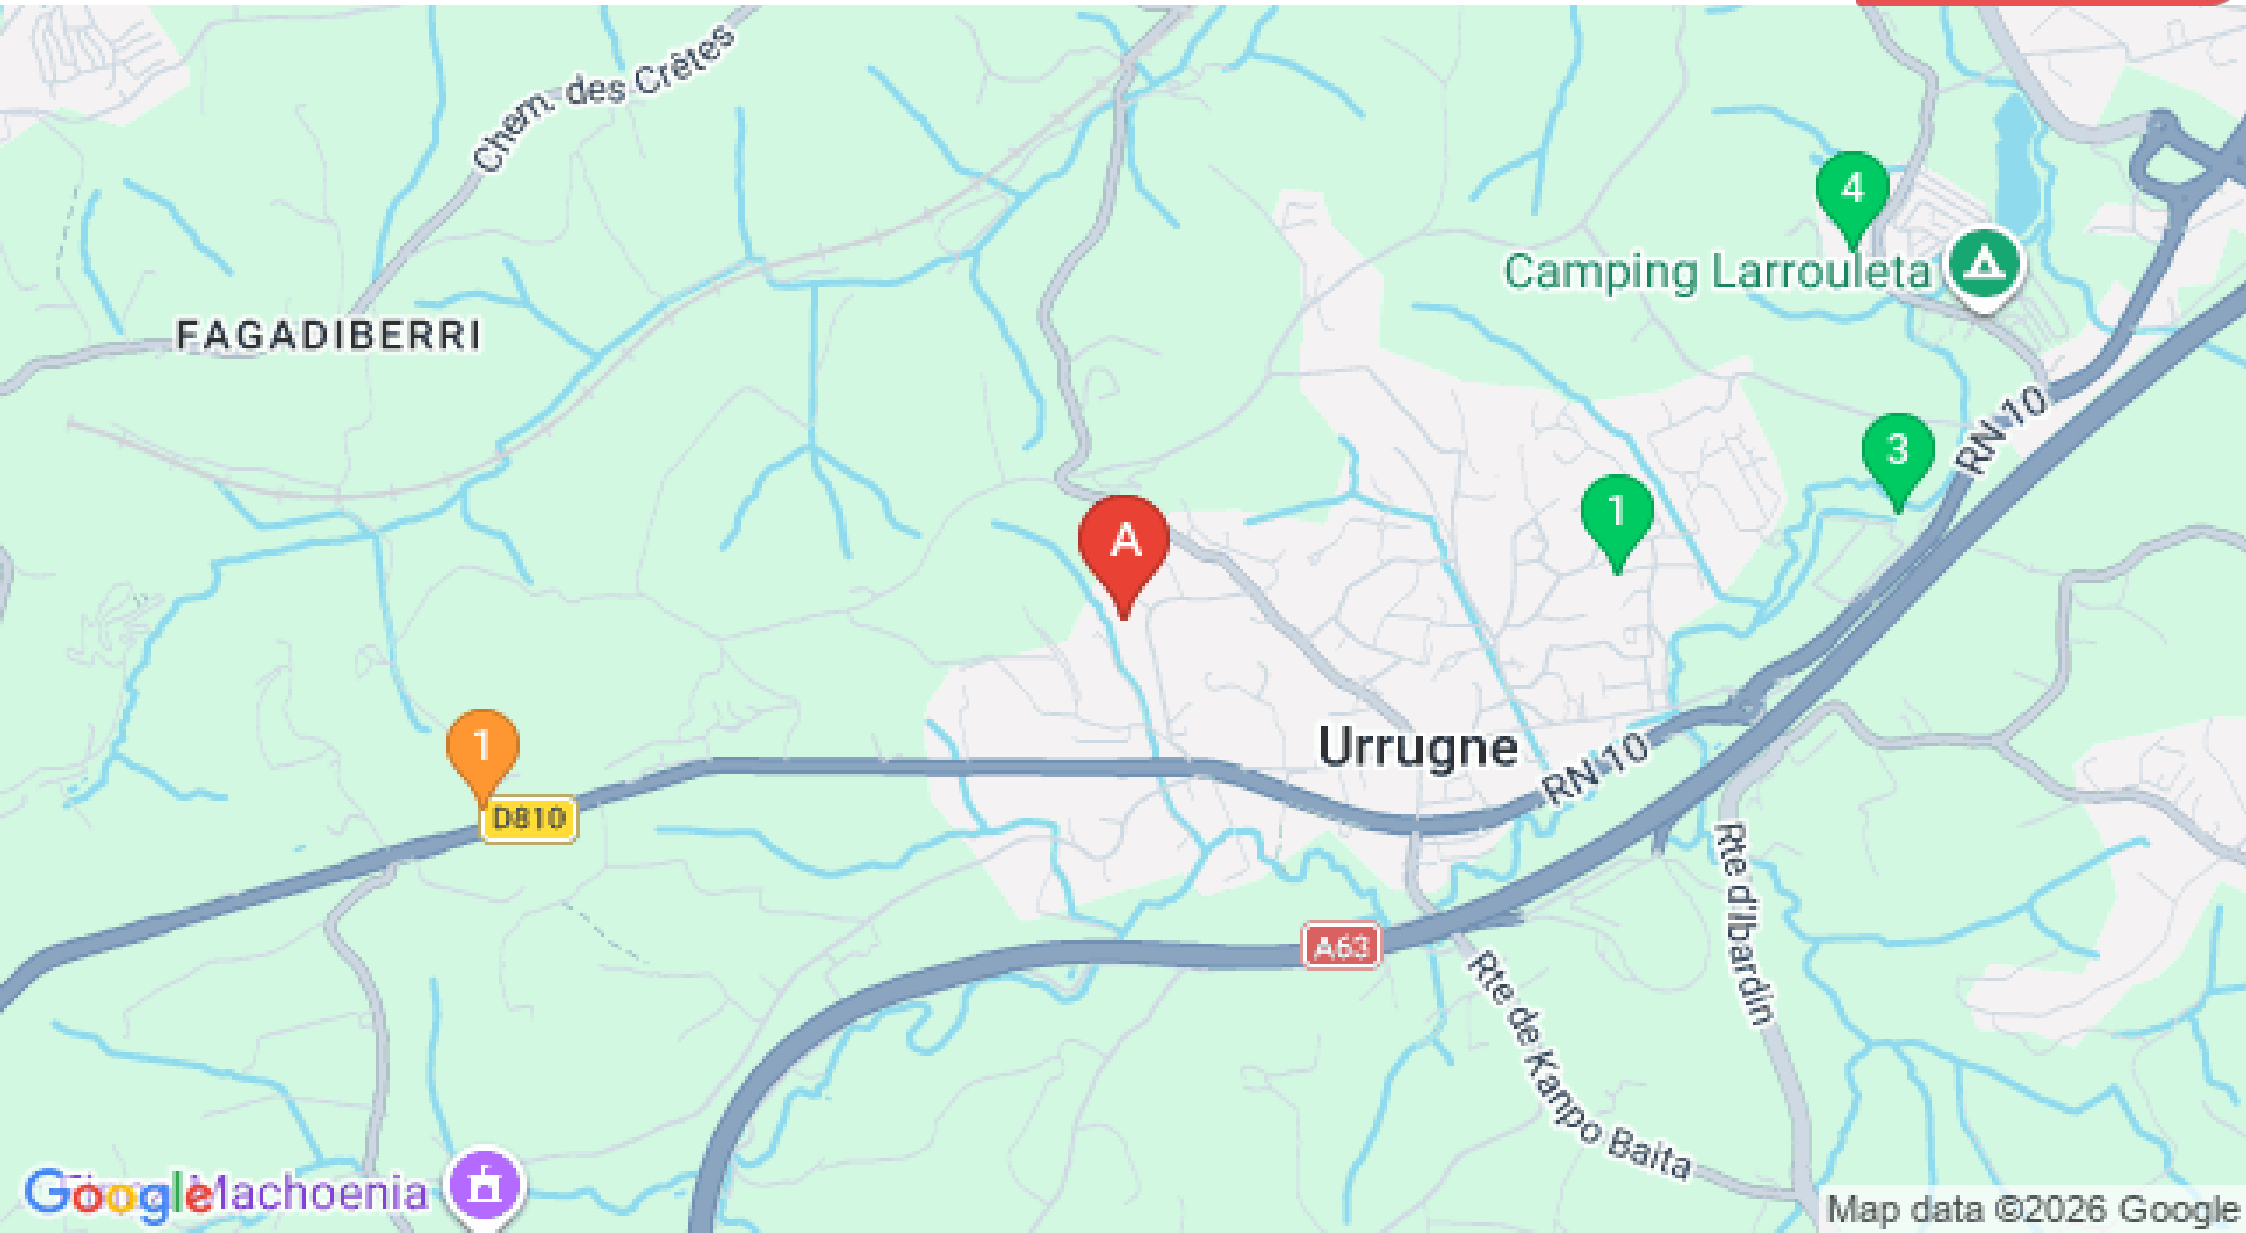 Chem. des Crêtes
4
Camping Larrouleta
FAGADIBERRI
RN 10
3
1
A
1
Urrugne
RN 10
D810
Rte d'Ibardin
A63
Rte de Kanpo Baita
Google
Machoenia
Map data ©2026 Google